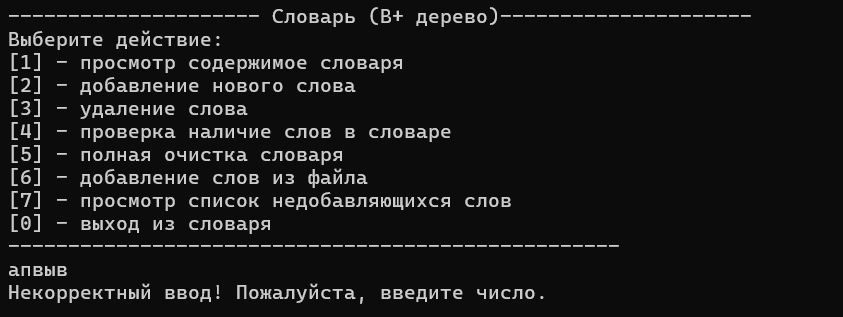 --------------------- Словарь (B+ дерево)---------------------
Выберите действие:
[1] - просмотр содержимое словаря
[2] - добавление нового слова
[3] - удаление слова
[4] - проверка наличие слов в словаре
[5] - полная очистка словаря
[6] - добавление слов из файла
[7] - просмотр список недобавляющихся слов
[0] - выход из словаря
---------------------------------------------------
апвыв
Некорректный ввод! Пожалуйста, введите число.